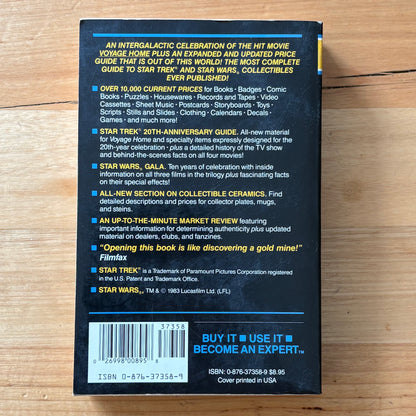 AN INTERGALACTIC CELEBRATION OF THE HIT MOVIE
VOYAGE HOME PLUS AN EXPANDED AND UPDATED PRICE
GUIDE THAT IS OUT OF THIS WORLD! THE MOST COMPLETE
GUIDE TO STAR TREK® AND STAR WARS® COLLECTIBLES
EVER PUBLISHED!
■ OVER 10,000 CURRENT PRICES for Books · Badges · Comic
Books · Puzzles · Housewares · Records and Tapes · Video
Cassettes · Sheet Music · Postcards · Storyboards · Toys ·
Scripts · Stills and Slides · Clothing · Calendars · Decals ·
Games · and much more!
■ STAR TREK® 20TH-ANNIVERSARY GUIDE. All-new material
for Voyage Home and specialty items expressly designed for the
20th-year celebration · plus a detailed history of the TV show
and behind-the-scenes facts on all four movies!
■ STAR WARS® GALA. Ten years of celebration with inside
information on all three films in the trilogy plus fascinating facts
on their special effects!
■ ALL-NEW SECTION ON COLLECTIBLE CERAMICS. Find
detailed descriptions and prices for collector plates, mugs,
and steins.
■ AN UP-TO-THE-MINUTE MARKET REVIEW featuring
important information for determining authenticity plus updated
material on dealers, clubs, and fanzines.
■ "Opening this book is like discovering a gold mine!"
Filmfax
■ STAR TREK® is a Trademark of Paramount Pictures Corporation registered
in the U.S. Patent and Trademark Office.
■ STAR WARS, TM & © 1983 Lucasfilm Ltd. (LFL)
37358
0 26998 00895 8
ISBN 0-876-37358-9
BUY IT ■ USE IT ■
BECOME AN EXPERT™
ISBN: 0-876-37358-9 $8.95
Cover printed in USA